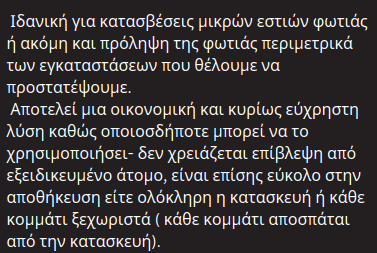 Ιδανική για κατασβέσεις μικρών εστιών φωτιάς
ή ακόμη και πρόληψη της φωτιάς περιμετρικά
των εγκαταστάσεων που θέλουμε να
προστατέψουμε.
Αποτελεί μια οικονομική και κυρίως εύχρηστη
λύση καθώς οποιοσδήποτε μπορεί να το
χρησιμοποιήσει- δεν χρειάζεται επίβλεψη από
εξειδικευμένο άτομο, είναι επίσης εύκολο στην
αποθήκευση είτε ολόκληρη η κατασκευή ή κάθε
κομμάτι ξεχωριστά ( κάθε κομμάτι αποσπάται
από την κατασκευή).